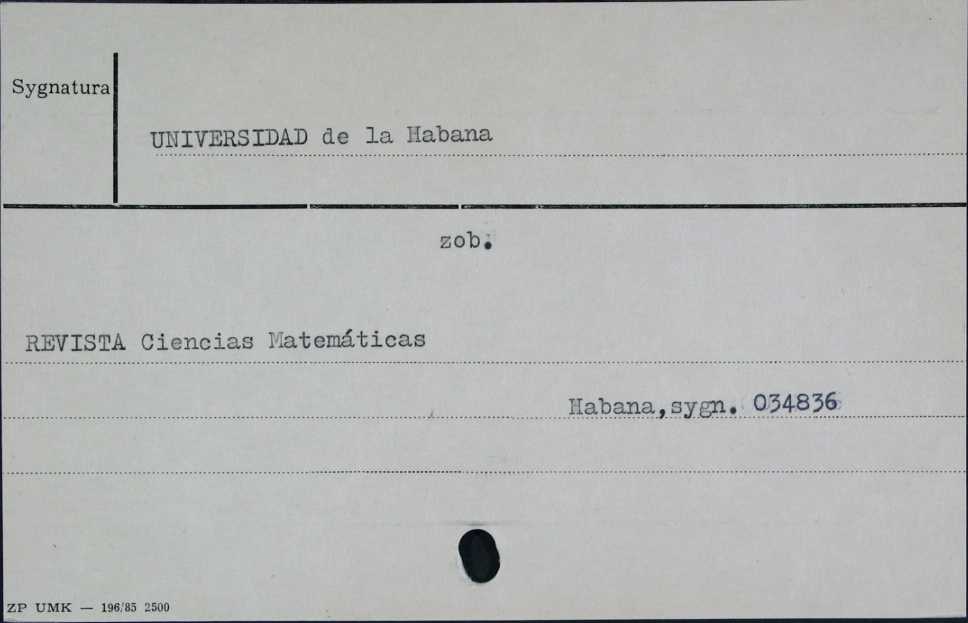 Sygnatura
UNIVERSIDAD de la Habana
zob.
REVISTA Ciencias Matemáticas
Habana,sygn. 034836
ZP UMK — 196/85 2500